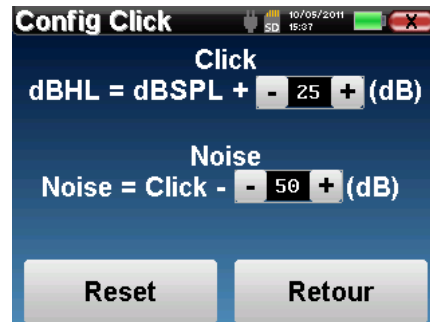 Config Click SD 10/05/2011
15:37 X
Click
dBHL = dBSPL + - 25 + (dB)
Noise
Noise = Click - - 50 + (dB)
Reset Retour